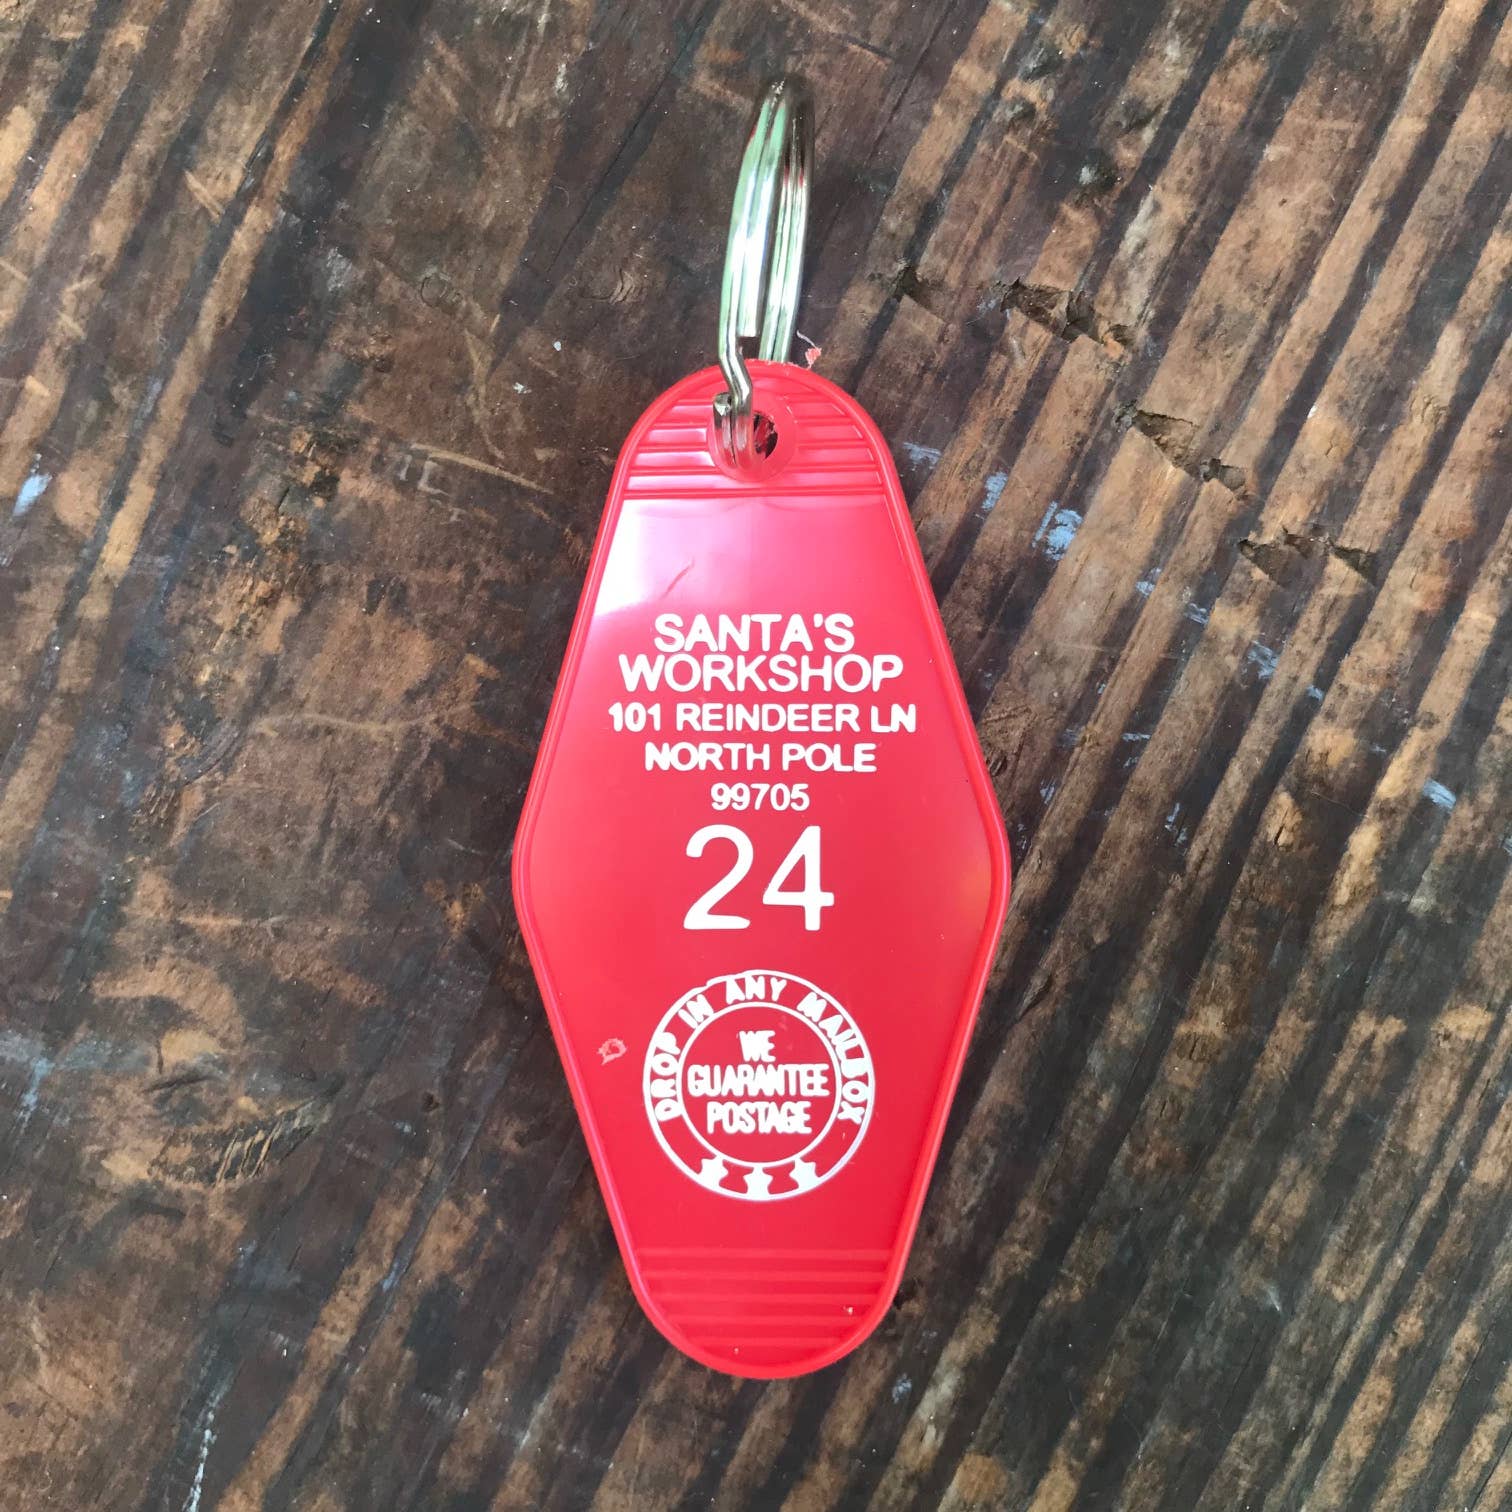 SANTA'S
WORKSHOP
101 REINDEER LN
NORTH POLE
99705
24
DROP IN ANY MAILBOX
WE
GUARANTEE
POSTAGE